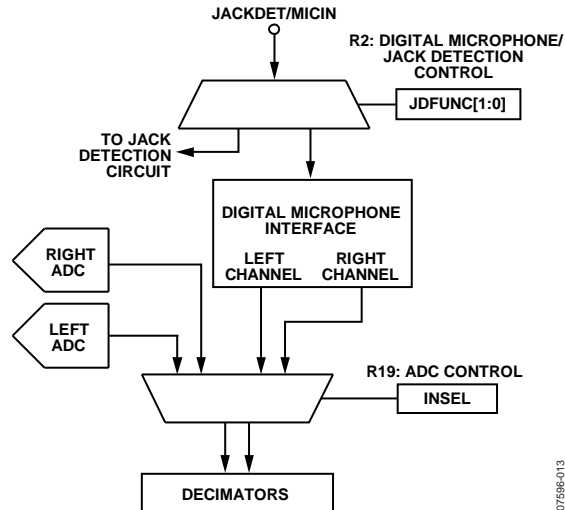 JACKDET/MICIN
R2: DIGITAL MICROPHONE/
JACK DETECTION
CONTROL
JDFUNC[1:0]
TO JACK
DETECTION
CIRCUIT
DIGITAL MICROPHONE
INTERFACE
LEFT
CHANNEL
RIGHT
CHANNEL
RIGHT
ADC
LEFT
ADC
R19: ADC CONTROL
INSEL
DECIMATORS
07596-013